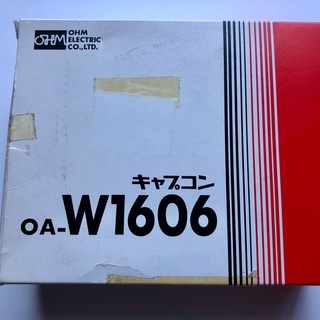 OHM
OHM
ELECTRIC
CO.,LTD.
キャプコン
OA-W1606